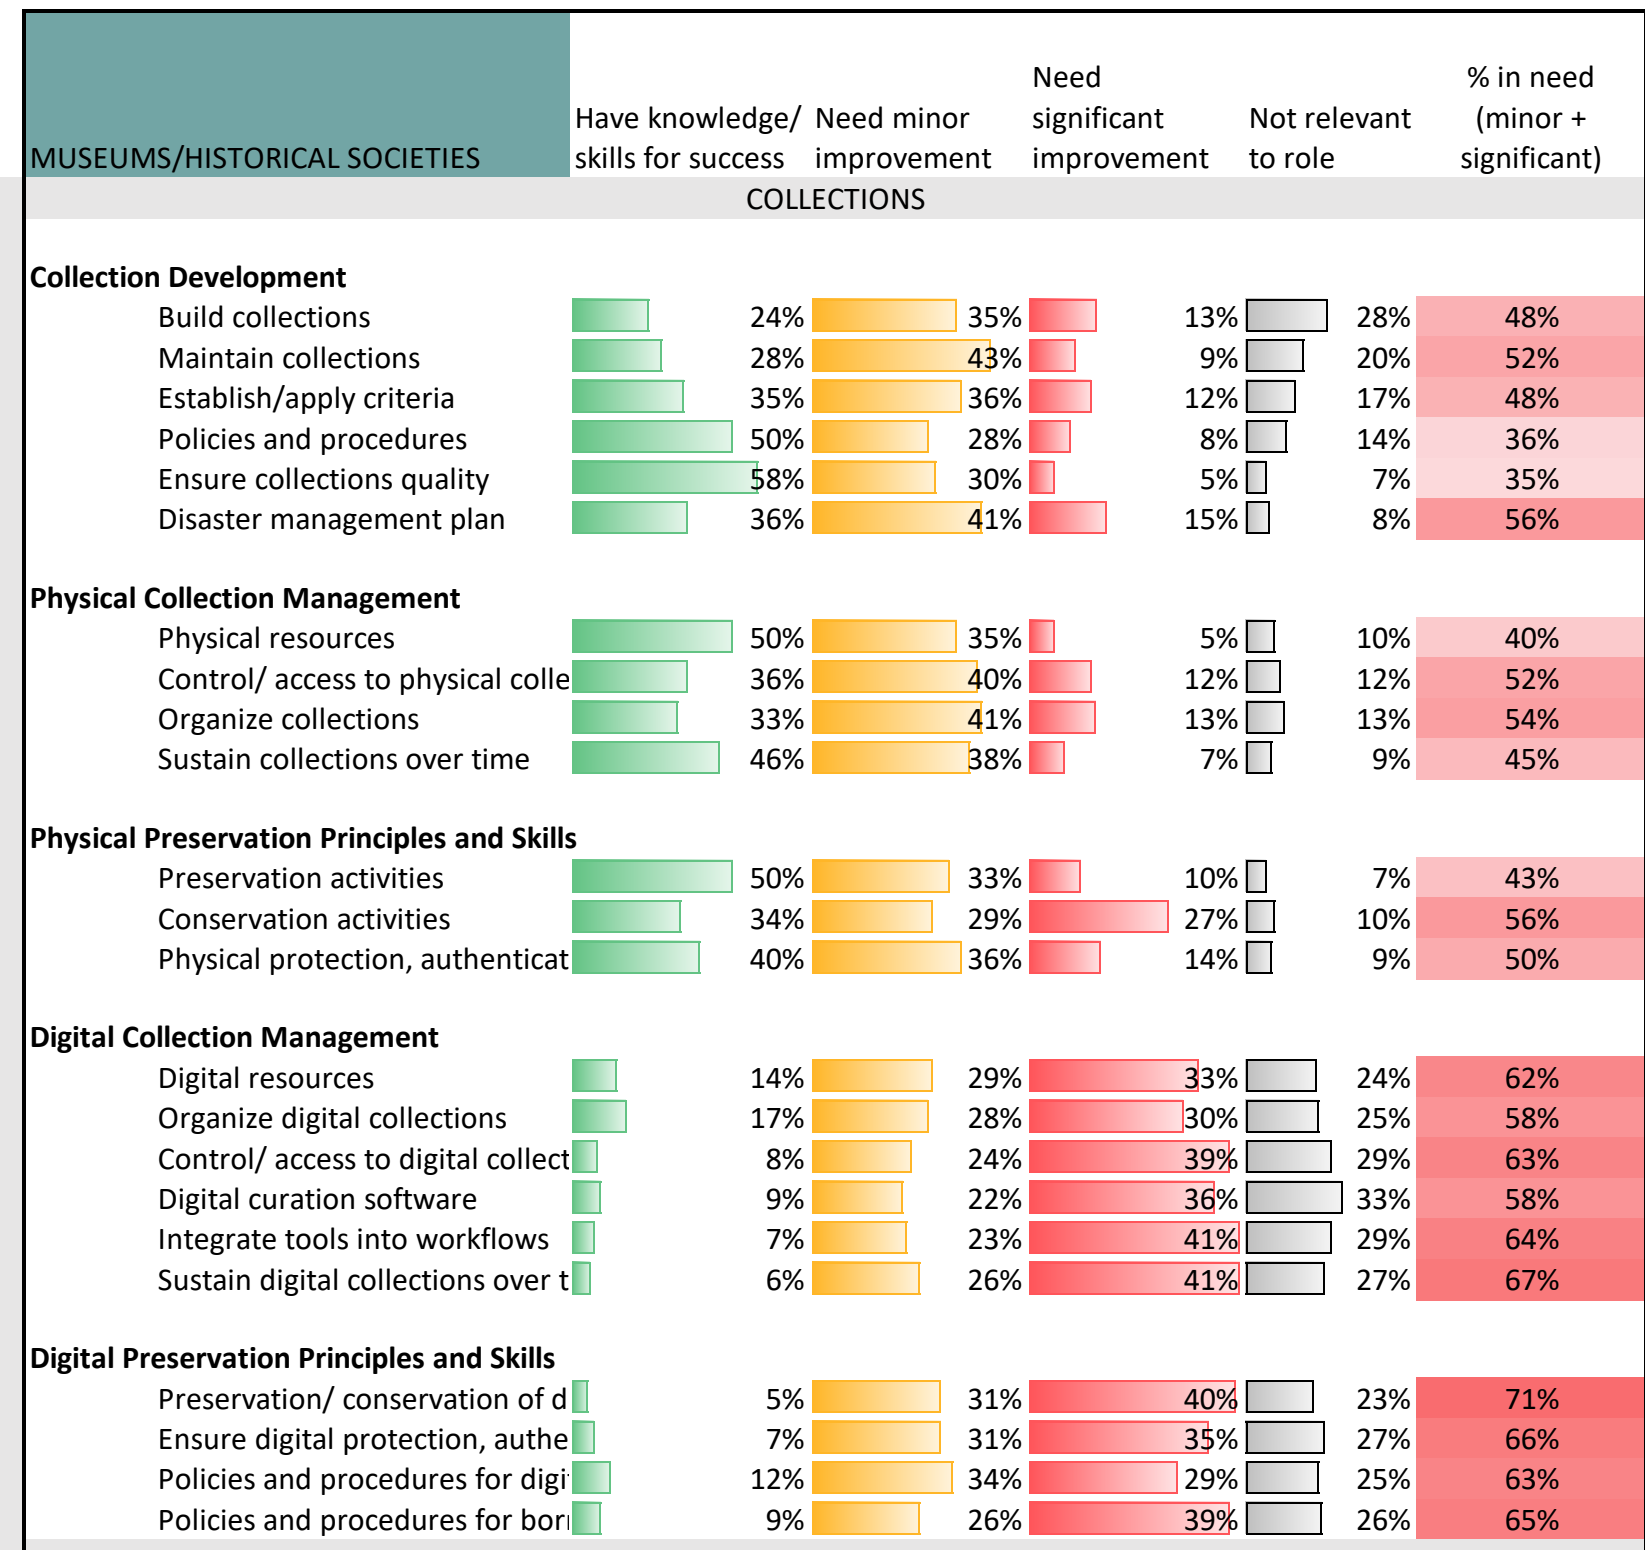 MUSEUMS/HISTORICAL SOCIETIES Have knowledge/ skills for success Need minor improvement Need significant improvement Not relevant to role % in need (minor + significant)
COLLECTIONS
Collection Development
Build collections 24% 35% 13% 28% 48%
Maintain collections 28% 43% 9% 20% 52%
Establish/apply criteria 35% 36% 12% 17% 48%
Policies and procedures 50% 28% 8% 14% 36%
Ensure collections quality 58% 30% 5% 7% 35%
Disaster management plan 36% 41% 15% 8% 56%
Physical Collection Management
Physical resources 50% 35% 5% 10% 40%
Control/ access to physical colle 36% 40% 12% 12% 52%
Organize collections 33% 41% 13% 13% 54%
Sustain collections over time 46% 38% 7% 9% 45%
Physical Preservation Principles and Skills
Preservation activities 50% 33% 10% 7% 43%
Conservation activities 34% 29% 27% 10% 56%
Physical protection, authenticat 40% 36% 14% 9% 50%
Digital Collection Management
Digital resources 14% 29% 33% 24% 62%
Organize digital collections 17% 28% 30% 25% 58%
Control/ access to digital collect 8% 24% 39% 29% 63%
Digital curation software 9% 22% 36% 33% 58%
Integrate tools into workflows 7% 23% 41% 29% 64%
Sustain digital collections over t 6% 26% 41% 27% 67%
Digital Preservation Principles and Skills
Preservation/ conservation of d 5% 31% 40% 23% 71%
Ensure digital protection, authe 7% 31% 35% 27% 66%
Policies and procedures for digi 12% 34% 29% 25% 63%
Policies and procedures for bor 9% 26% 39% 26% 65%